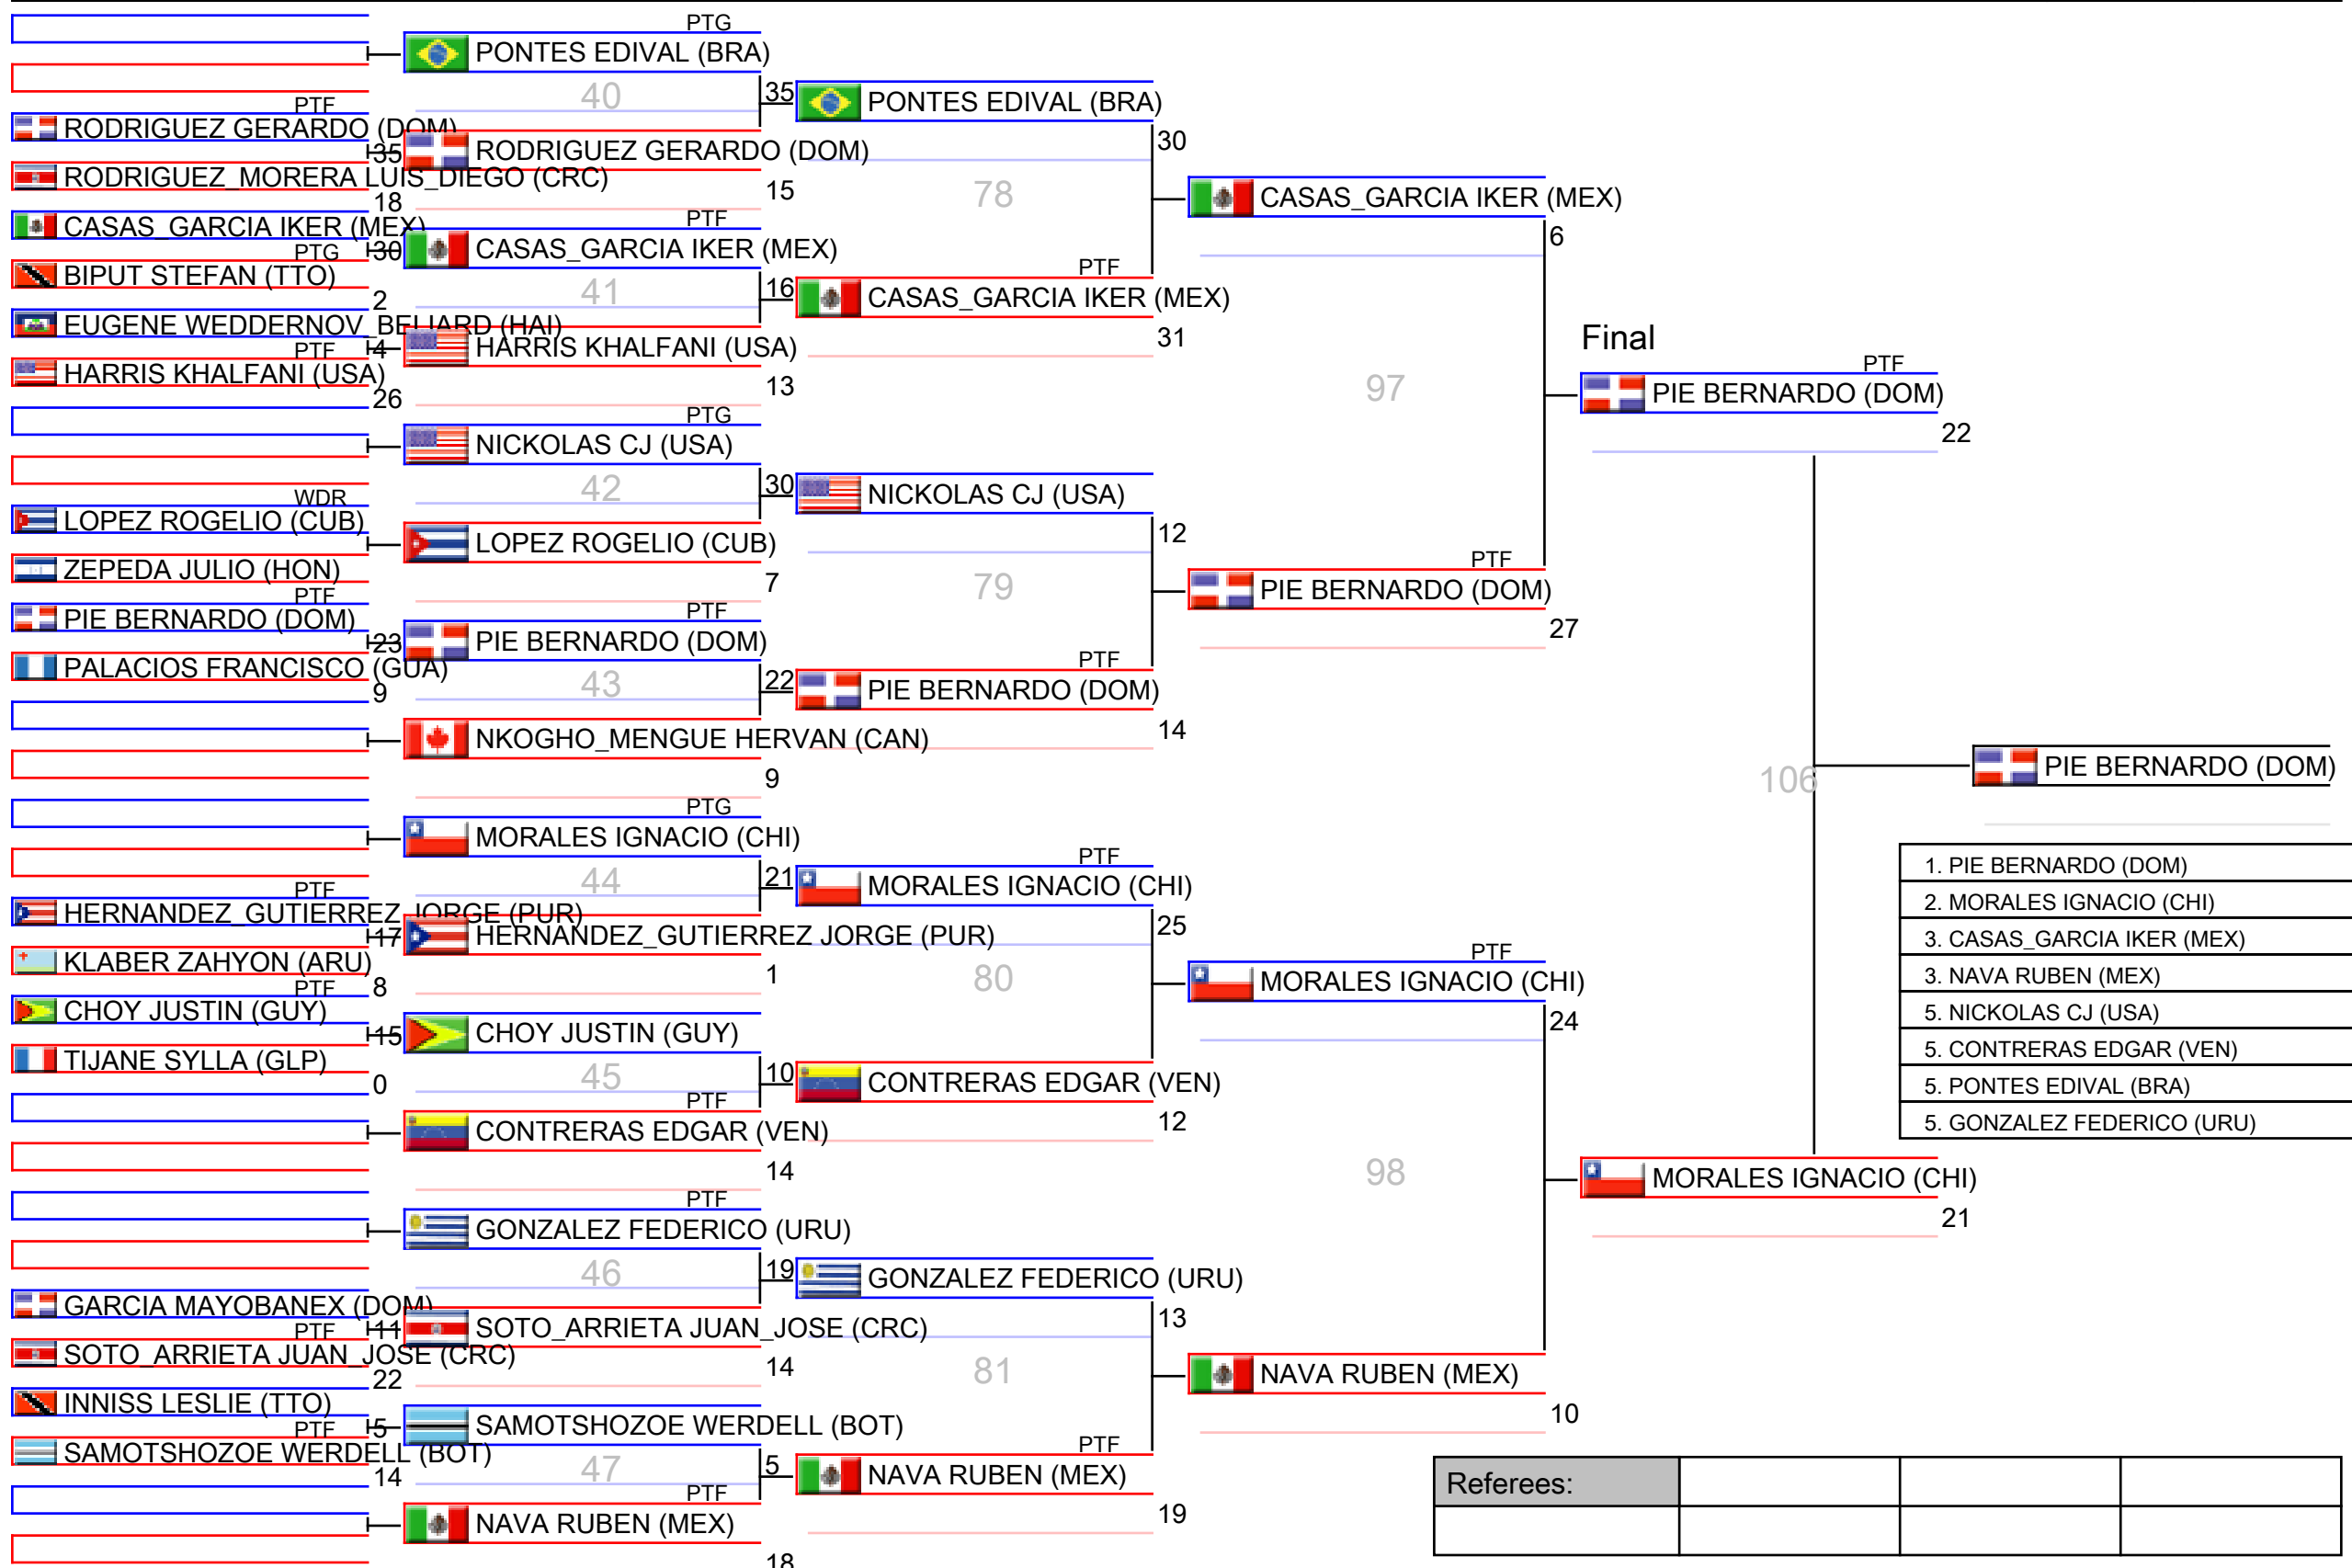 PTF
RODRIGUEZ GERARDO (DOM)
35
RODRIGUEZ_MORERA LUIS_DIEGO (CRC)
18
CASAS_GARCIA IKER (MEX)
30
PTG
BIPUT STEFAN (TTO)
2
EUGENE WEDDERNOV_BELIARD (HAI)
4
PTF
HARRIS KHALFANI (USA)
26
WDR
LOPEZ ROGELIO (CUB)
ZEPEDA JULIO (HON)
PTF
PIE BERNARDO (DOM)
23
PALACIOS FRANCISCO (GUA)
9
PTF
HERNANDEZ_GUTIERREZ JORGE (PUR)
17
KLABER ZAHYON (ARU)
8
PTF
CHOY JUSTIN (GUY)
15
TIJANE SYLLA (GLP)
0
GARCIA MAYOBANEX (DOM)
11
PTF
SOTO_ARRIETA JUAN_JOSE (CRC)
22
INNISS LESLIE (TTO)
5
PTF
SAMOTSHOZOE WERDELL (BOT)
14
PTG
PONTES EDIVAL (BRA)
35
40
RODRIGUEZ GERARDO (DOM)
15
PTF
CASAS_GARCIA IKER (MEX)
16
41
HARRIS KHALFANI (USA)
13
PTG
NICKOLAS CJ (USA)
30
42
LOPEZ ROGELIO (CUB)
7
PTF
PIE BERNARDO (DOM)
22
43
NKOGHO_MENGUE HERVAN (CAN)
9
PTG
MORALES IGNACIO (CHI)
21
44
HERNANDEZ_GUTIERREZ JORGE (PUR)
1
CHOY JUSTIN (GUY)
10
45
PTF
CONTRERAS EDGAR (VEN)
14
PTF
GONZALEZ FEDERICO (URU)
19
46
SOTO_ARRIETA JUAN_JOSE (CRC)
14
SAMOTSHOZOE WERDELL (BOT)
5
47
PTF
NAVA RUBEN (MEX)
18
PONTES EDIVAL (BRA)
30
78
PTF
CASAS_GARCIA IKER (MEX)
31
NICKOLAS CJ (USA)
12
79
PTF
PIE BERNARDO (DOM)
14
PTF
MORALES IGNACIO (CHI)
25
80
CONTRERAS EDGAR (VEN)
12
GONZALEZ FEDERICO (URU)
13
81
PTF
NAVA RUBEN (MEX)
19
CASAS_GARCIA IKER (MEX)
6
97
PTF
PIE BERNARDO (DOM)
27
PTF
MORALES IGNACIO (CHI)
24
98
NAVA RUBEN (MEX)
10
Final
PTF
PIE BERNARDO (DOM)
22
106
MORALES IGNACIO (CHI)
21
PIE BERNARDO (DOM)
1. PIE BERNARDO (DOM)
2. MORALES IGNACIO (CHI)
3. CASAS_GARCIA IKER (MEX)
3. NAVA RUBEN (MEX)
5. NICKOLAS CJ (USA)
5. CONTRERAS EDGAR (VEN)
5. PONTES EDIVAL (BRA)
5. GONZALEZ FEDERICO (URU)
Referees: